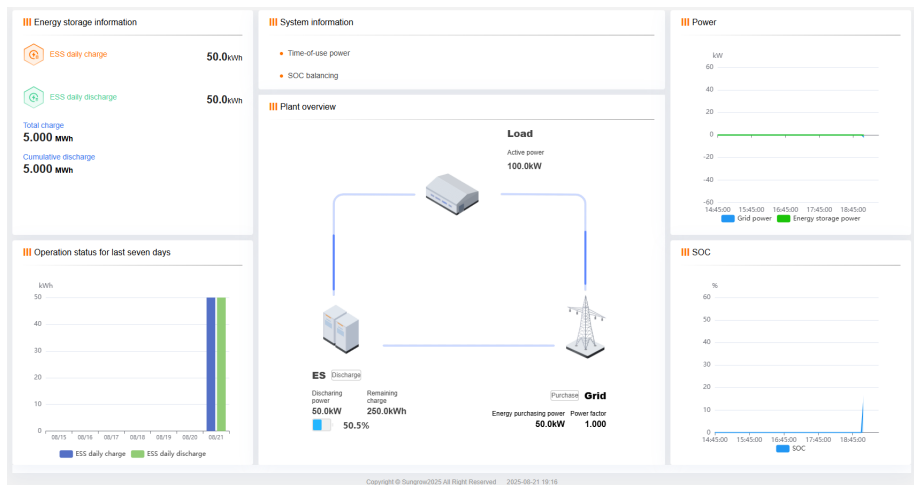 Energy storage information
ESS daily charge
50.0kWh
ESS daily discharge
50.0kWh
Total charge
5.000 MWh
Cumulative discharge
5.000 MWh
System information
Time-of-use power
SOC balancing
Plant overview
Load
Active power
100.0kW
ES Discharge
Discharing power
Remaining charge
50.0kW
250.0kWh
50.5%
Purchase Grid
Energy purchasing power Power factor
50.0kW 1.000
Power
kW
60
40
20
0
-20
-40
-60
14:45:00 15:45:00 16:45:00 17:45:00 18:45:00
Grid power Energy storage power
Operation status for last seven days
kWh
50
40
30
20
10
0
08/15 08/16 08/17 08/18 08/19 08/20 08/21
ESS daily charge ESS daily discharge
SOC
%
60
50
40
30
20
10
0
14:45:00 15:45:00 16:45:00 17:45:00 18:45:00
SOC
Copyright © Sungrow2025 All Right Reserved 2025-08-21 19:16